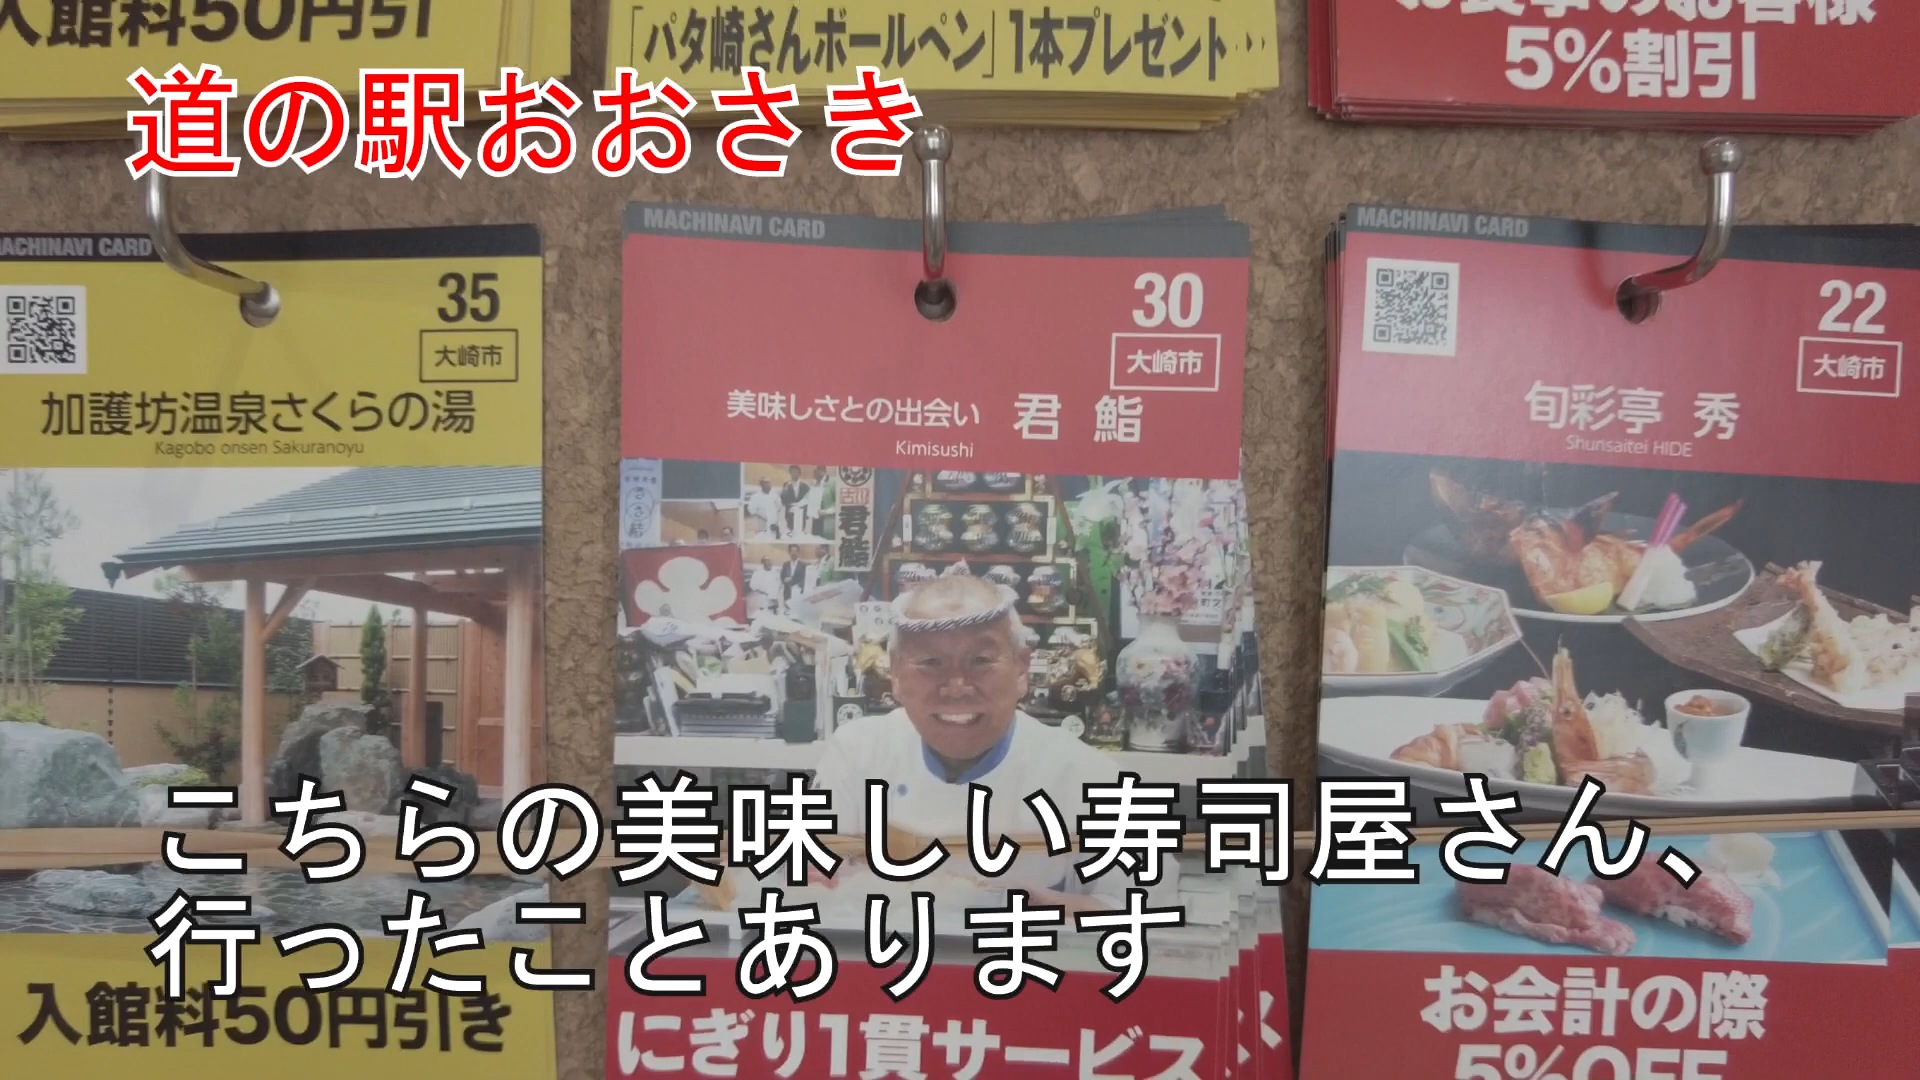 入館料50円引
「パタ崎さんボールペン」1本プレゼント
5%割引
道の駅おおさき
MACHINAVI CARD
35
大崎市
加護坊温泉さくらの湯
Kagobo onsen Sakuranoyu
入館料50円引き
MACHINAVI CARD
30
大崎市
美味しさとの出会い 君鮨
Kimisushi
君鮨
にぎり1貫サービス
MACHINAVI CARD
22
大崎市
旬彩亭 秀
Shunsaitei HIDE
お会計の際
5%OFF
こちらの美味しい寿司屋さん、
行ったことあります